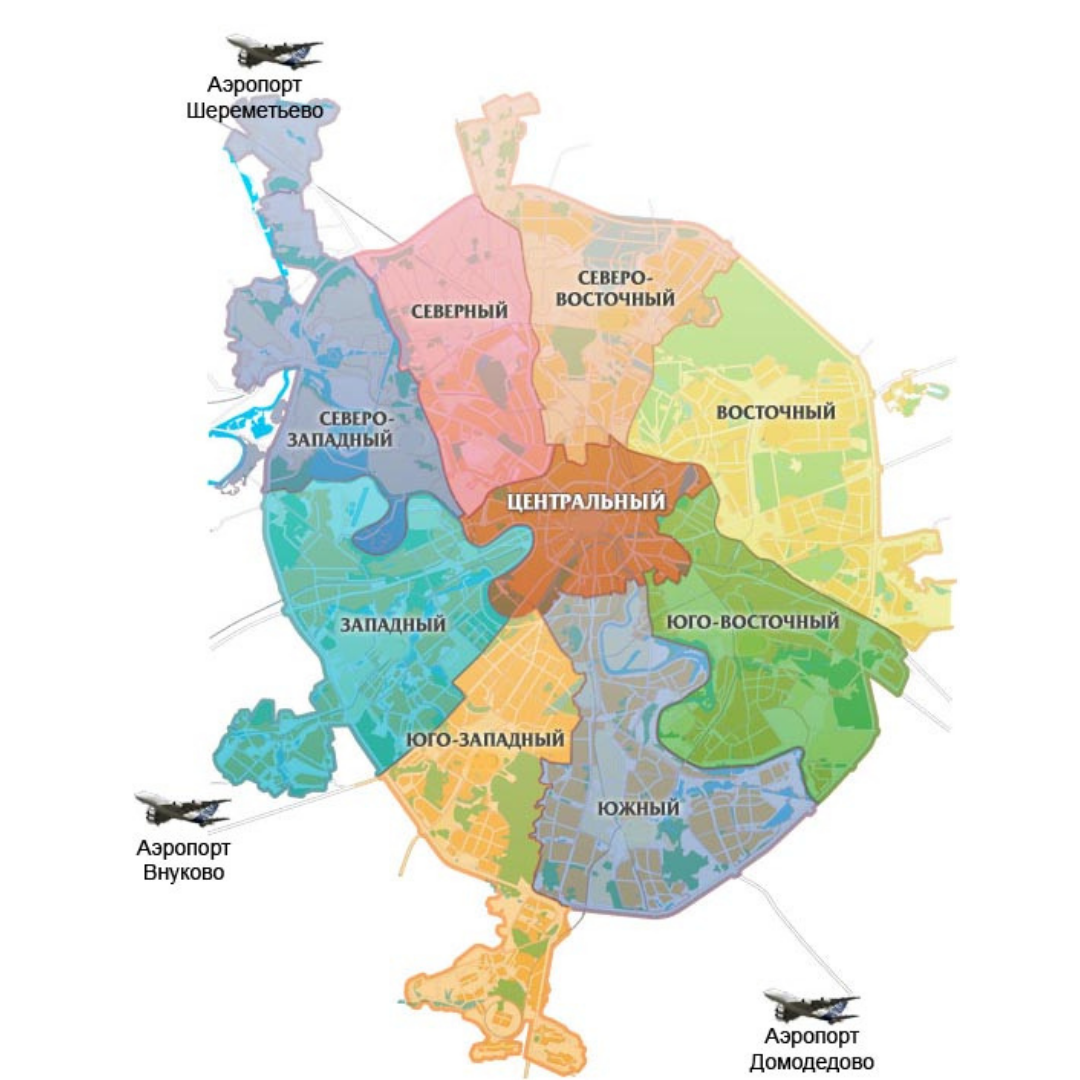 Аэропорт
Шереметьево
СЕВЕРО-
ВОСТОЧНЫЙ
СЕВЕРНЫЙ
ВОСТОЧНЫЙ
СЕВЕРО-
ЗАПАДНЫЙ
ЦЕНТРАЛЬНЫЙ
ЗАПАДНЫЙ
ЮГО-ВОСТОЧНЫЙ
ЮГО-ЗАПАДНЫЙ
ЮЖНЫЙ
Аэропорт
Внуково
Аэропорт
Домодедово